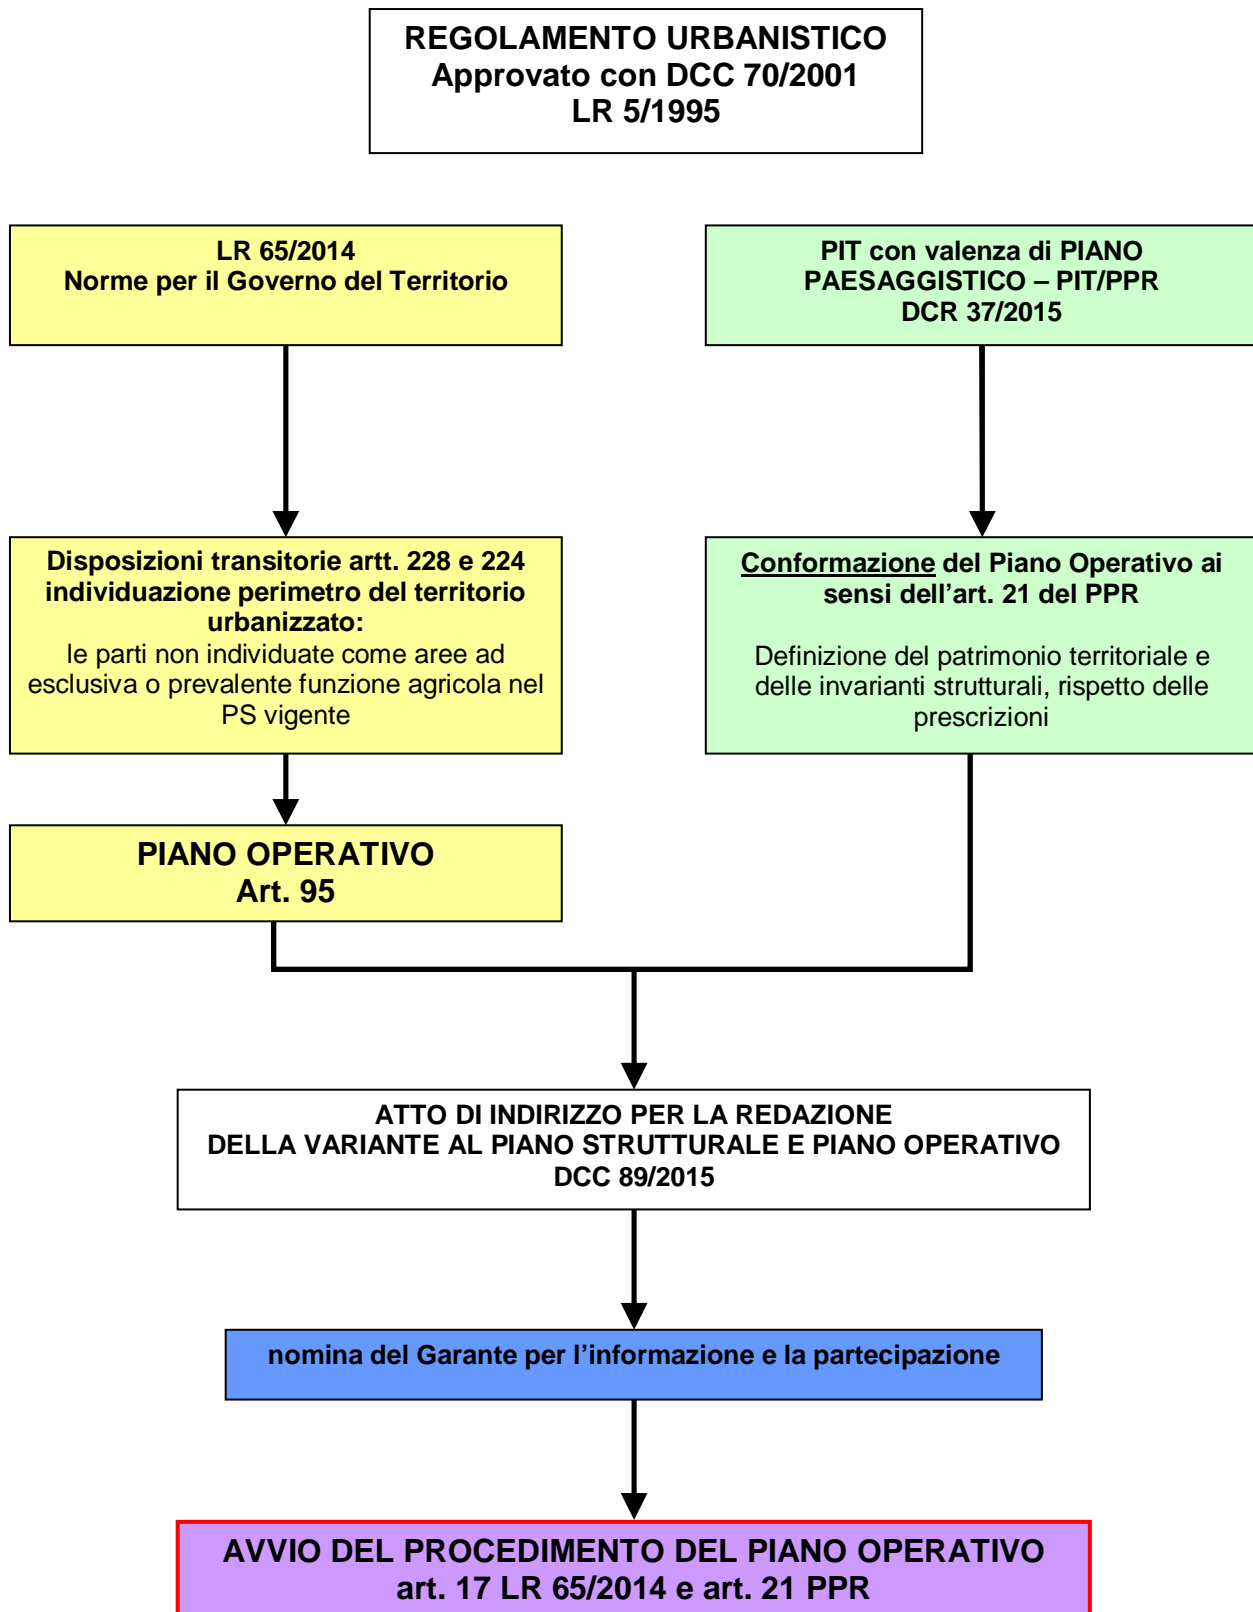 REGOLAMENTO URBANISTICO
Approvato con DCC 70/2001
LR 5/1995
LR 65/2014
Norme per il Governo del Territorio
PIT con valenza di PIANO
PAESAGGISTICO – PIT/PPR
DCR 37/2015
Disposizioni transitorie artt. 228 e 224
individuazione perimetro del territorio
urbanizzato:
le parti non individuate come aree ad
esclusiva o prevalente funzione agricola nel
PS vigente
Conformazione del Piano Operativo ai
sensi dell’art. 21 del PPR
Definizione del patrimonio territoriale e
delle invarianti strutturali, rispetto delle
prescrizioni
PIANO OPERATIVO
Art. 95
ATTO DI INDIRIZZO PER LA REDAZIONE
DELLA VARIANTE AL PIANO STRUTTURALE E PIANO OPERATIVO
DCC 89/2015
nomina del Garante per l’informazione e la partecipazione
AVVIO DEL PROCEDIMENTO DEL PIANO OPERATIVO
art. 17 LR 65/2014 e art. 21 PPR